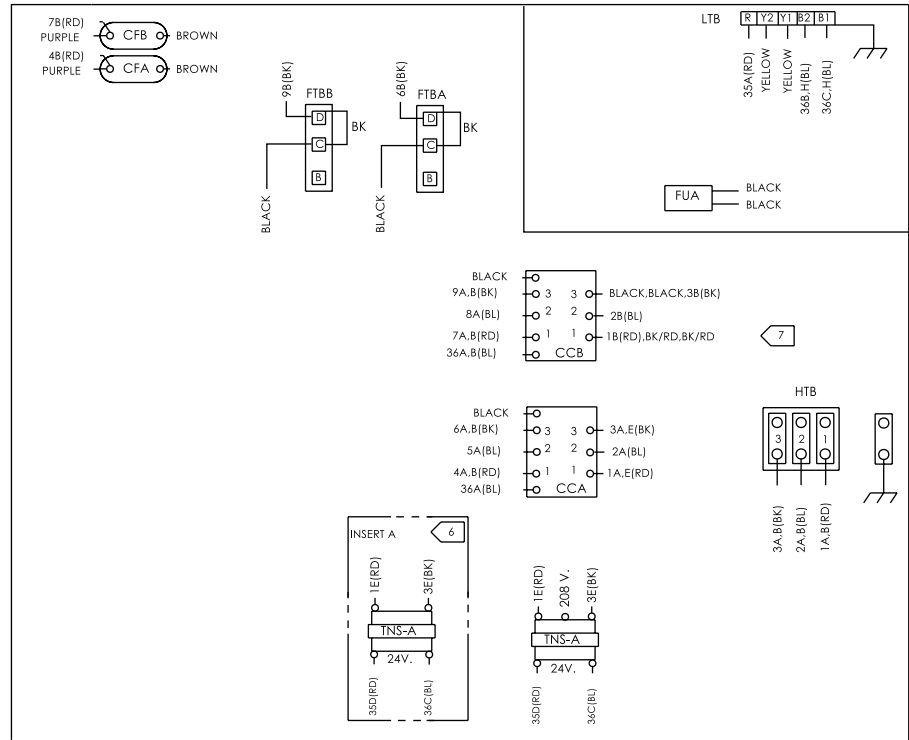 7B(RD)
PURPLE CFB BROWN
4B(RD)
PURPLE CFA BROWN
9B(BK)
FTBB
D
BK
C
B
BLACK
6B(BK)
FTBA
D
BK
C
B
BLACK
LTB R Y2 Y1 B2 B1
35A(RD)
YELLOW
YELLOW
36B,H(BL)
36C,H(BL)
FUA BLACK
BLACK
BLACK
9A,B(BK) 3 3 BLACK,BLACK,3B(BK)
8A(BL) 2 2 2B(BL)
7A,B(RD) 1 1 1B(RD),BK/RD,BK/RD
36A,B(BL) CCB
7
BLACK
6A,B(BK) 3 3 3A,E(BK)
5A(BL) 2 2 2A(BL)
4A,B(RD) 1 1 1A,E(RD)
36A(BL) CCA
HTB
3 2 1
3A,B(BK)
2A,B(BL)
1A,B(RD)
INSERT A 6
1E(RD)
3E(BK)
TNS-A
24V.
35D(RD)
36C(BL)
1E(RD)
208 V.
3E(BK)
TNS-A
24V.
35D(RD)
36C(BL)